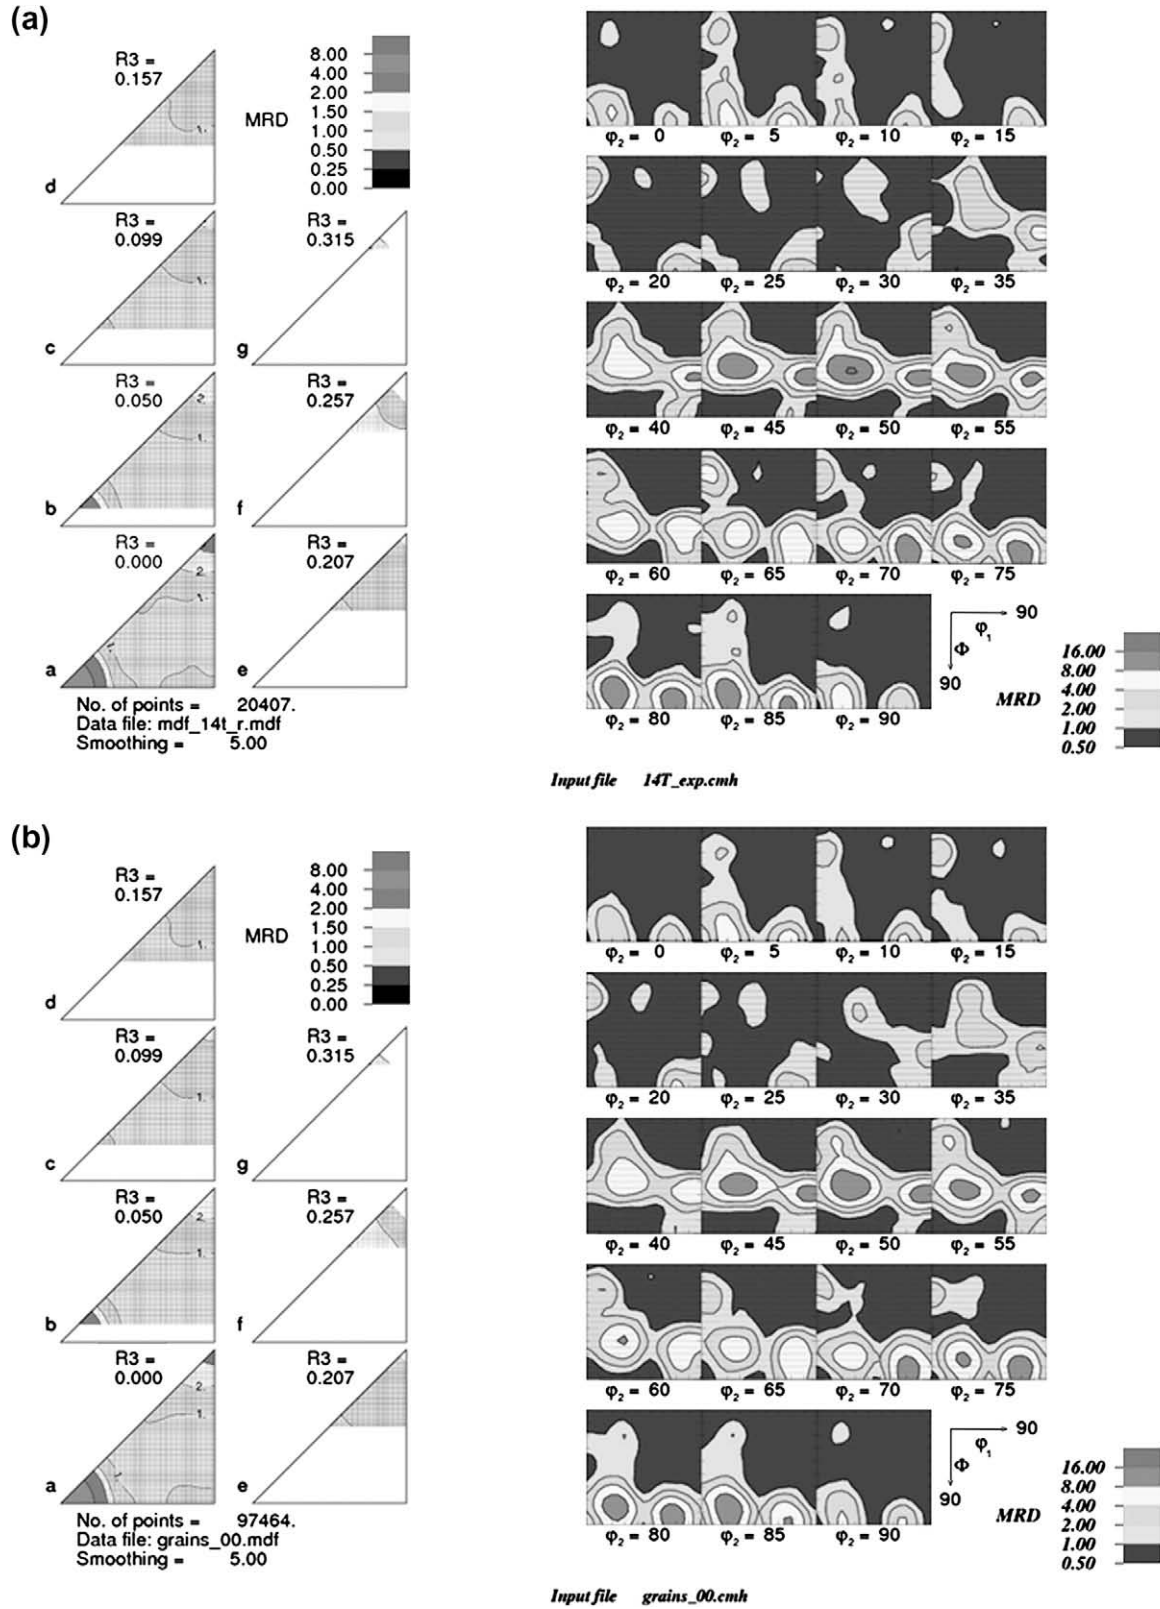 (a)
R3 =
0.157
d
MRD
8.00
4.00
2.00
1.50
1.00
0.50
0.25
0.00
R3 =
0.099
1.
c
R3 =
0.315
g
R3 =
0.050
2
1.
b
R3 =
0.257
f
R3 =
0.000
2
1.
a
R3 =
0.207
e
No. of points = 20407.
Data file: mdf_14t_r.mdf
Smoothing = 5.00
φ2 = 0 φ2 = 5 φ2 = 10 φ2 = 15
φ2 = 20 φ2 = 25 φ2 = 30 φ2 = 35
φ2 = 40 φ2 = 45 φ2 = 50 φ2 = 55
φ2 = 60 φ2 = 65 φ2 = 70 φ2 = 75
φ2 = 80 φ2 = 85 φ2 = 90
90
φ1
Φ
90
MRD
16.00
8.00
4.00
2.00
1.00
0.50
Input file 14T_exp.cmh
(b)
R3 =
0.157
1.
d
MRD
8.00
4.00
2.00
1.50
1.00
0.50
0.25
0.00
R3 =
0.099
1.
c
R3 =
0.315
g
R3 =
0.050
2.
1.
b
R3 =
0.257
f
R3 =
0.000
2.
1.
a
R3 =
0.207
e
No. of points = 97464.
Data file: grains_00.mdf
Smoothing = 5.00
φ2 = 0 φ2 = 5 φ2 = 10 φ2 = 15
φ2 = 20 φ2 = 25 φ2 = 30 φ2 = 35
φ2 = 40 φ2 = 45 φ2 = 50 φ2 = 55
φ2 = 60 φ2 = 65 φ2 = 70 φ2 = 75
φ2 = 80 φ2 = 85 φ2 = 90
90
φ1
Φ
90
MRD
16.00
8.00
4.00
2.00
1.00
0.50
Input file grains_00.cmh